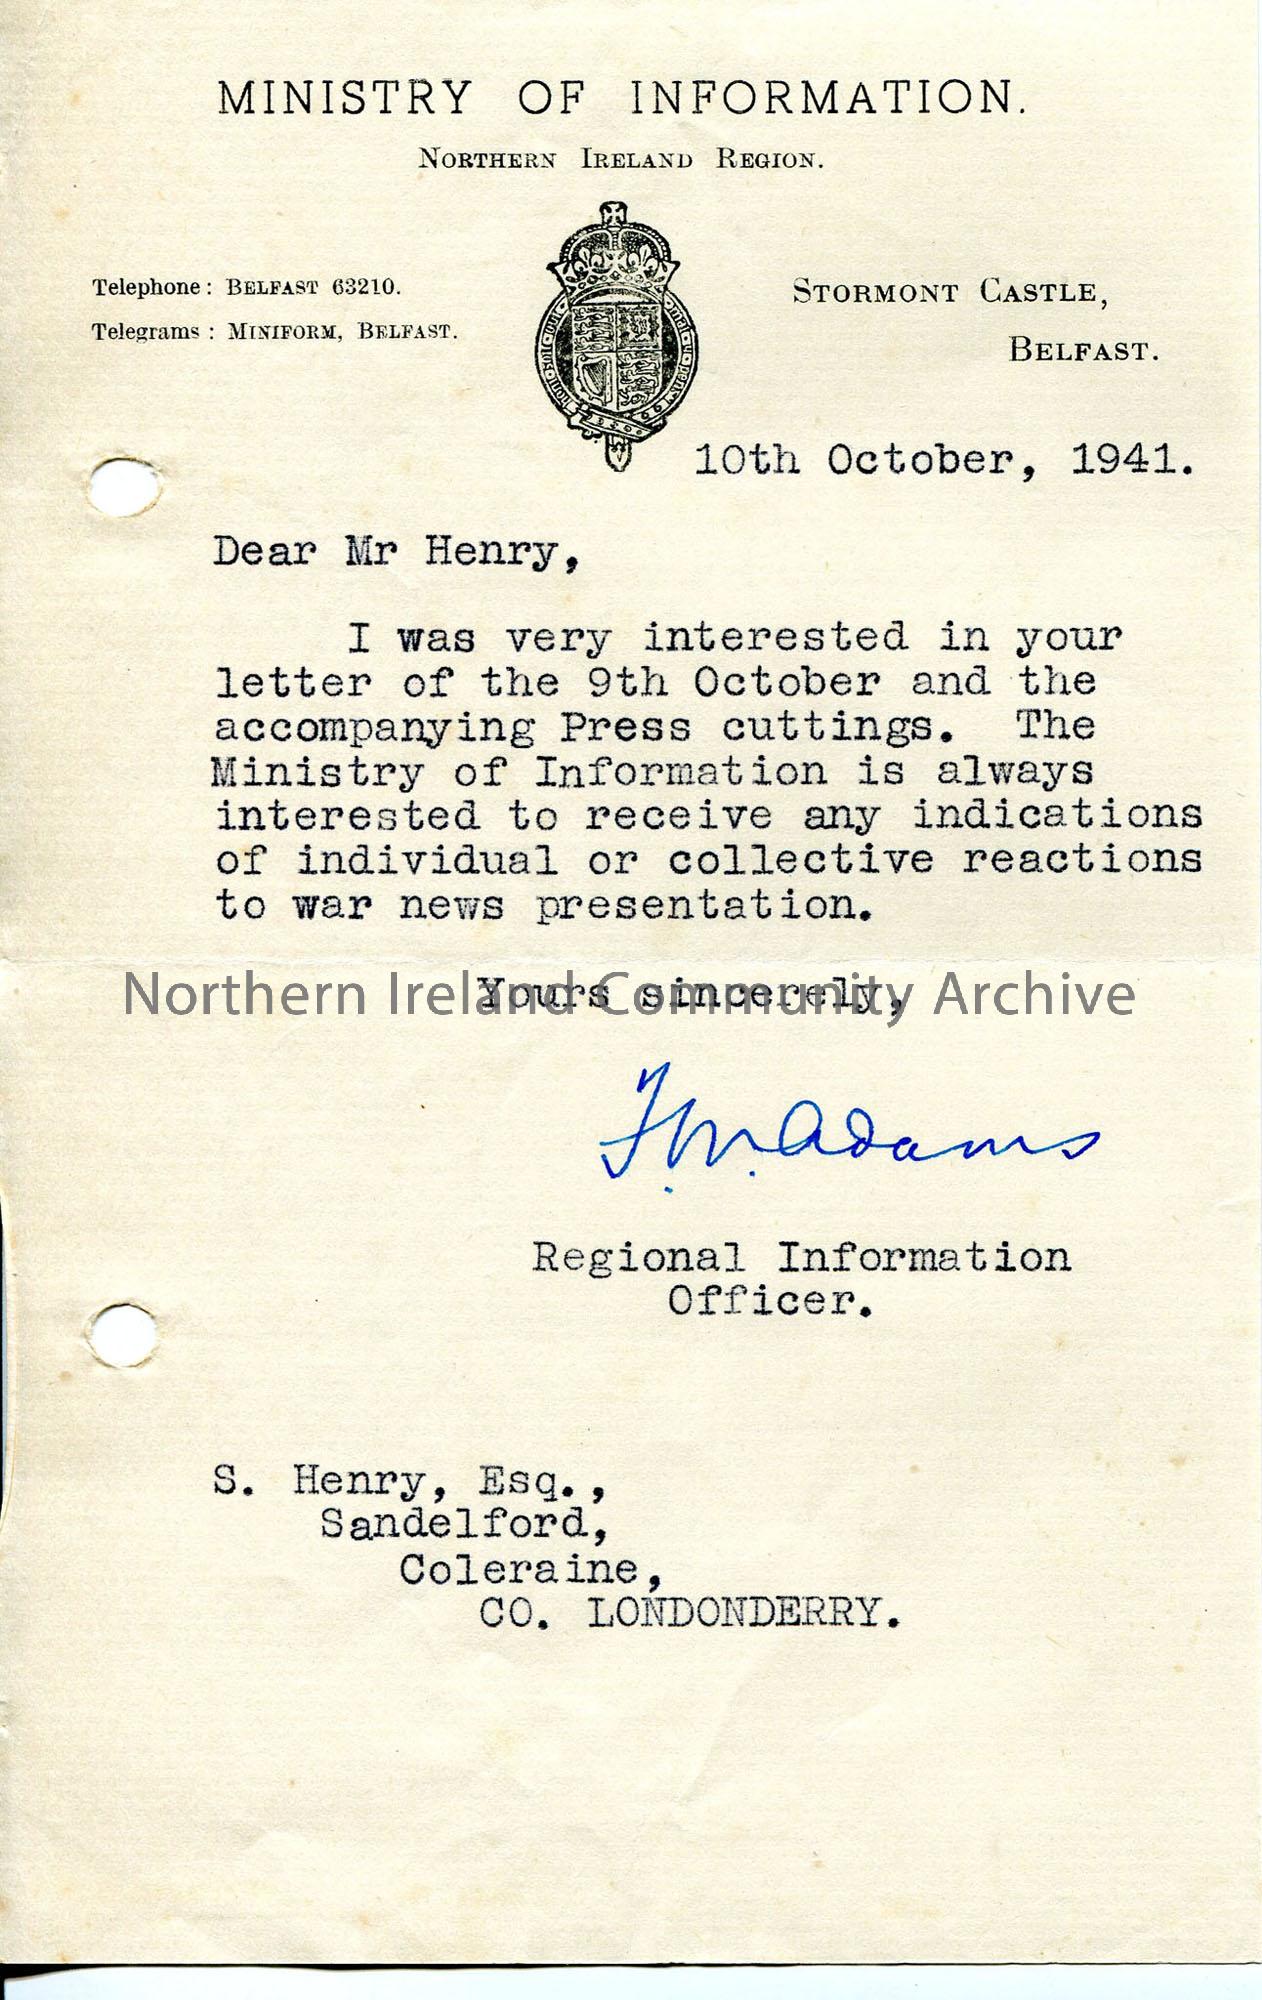 MINISTRY OF INFORMATION.
NORTHERN IRELAND REGION.
Telephone: BELFAST 63210.
Telegrams: MINIFORM, BELFAST.
STORMONT CASTLE,
BELFAST.
10th October, 1941.
Dear Mr Henry,
I was very interested in your
letter of the 9th October and the
accompanying Press cuttings. The
Ministry of Information is always
interested to receive any indications
of individual or collective reactions
to war news presentation.
Yours sincerely,
Northern Ireland Community Archive
F.M. Adams
Regional Information
Officer.
S. Henry, Esq.,
Sandelford,
Coleraine,
CO. LONDONDERRY.